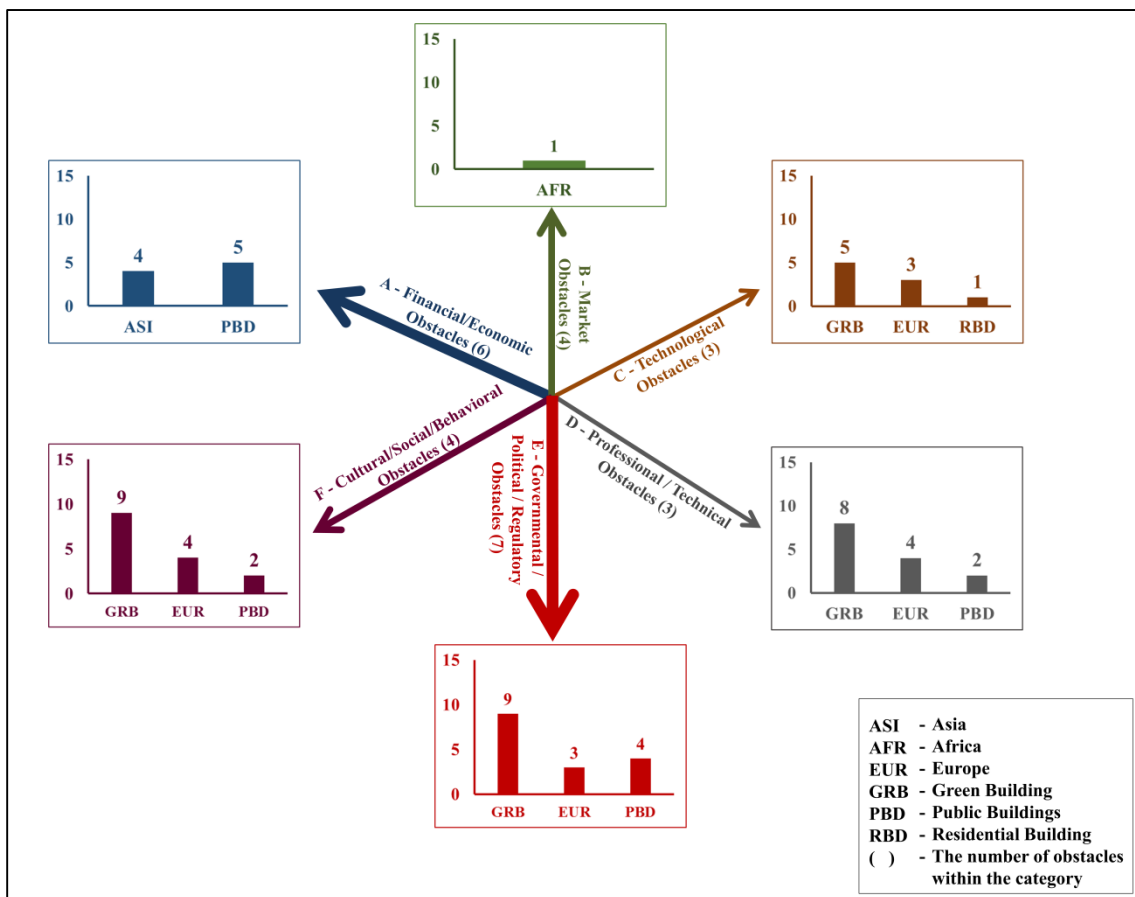 15
10
5
0
1
AFR
15
10
5
0
4
5
ASI
PBD
15
10
5
0
5
3
1
GRB
EUR
RBD
A - Financial/Economic
Obstacles (6)
B - Market
Obstacles (4)
C - Technological
Obstacles (3)
D - Professional / Technical
Obstacles (3)
E - Governmental /
Political / Regulatory
Obstacles (7)
F - Cultural/Social/Behavioral
Obstacles (4)
15
10
5
0
9
4
2
GRB
EUR
PBD
15
10
5
0
8
4
2
GRB
EUR
PBD
15
10
5
0
9
3
4
GRB
EUR
PBD
ASI - Asia
AFR - Africa
EUR - Europe
GRB - Green Building
PBD - Public Buildings
RBD - Residential Building
( ) - The number of obstacles
within the category